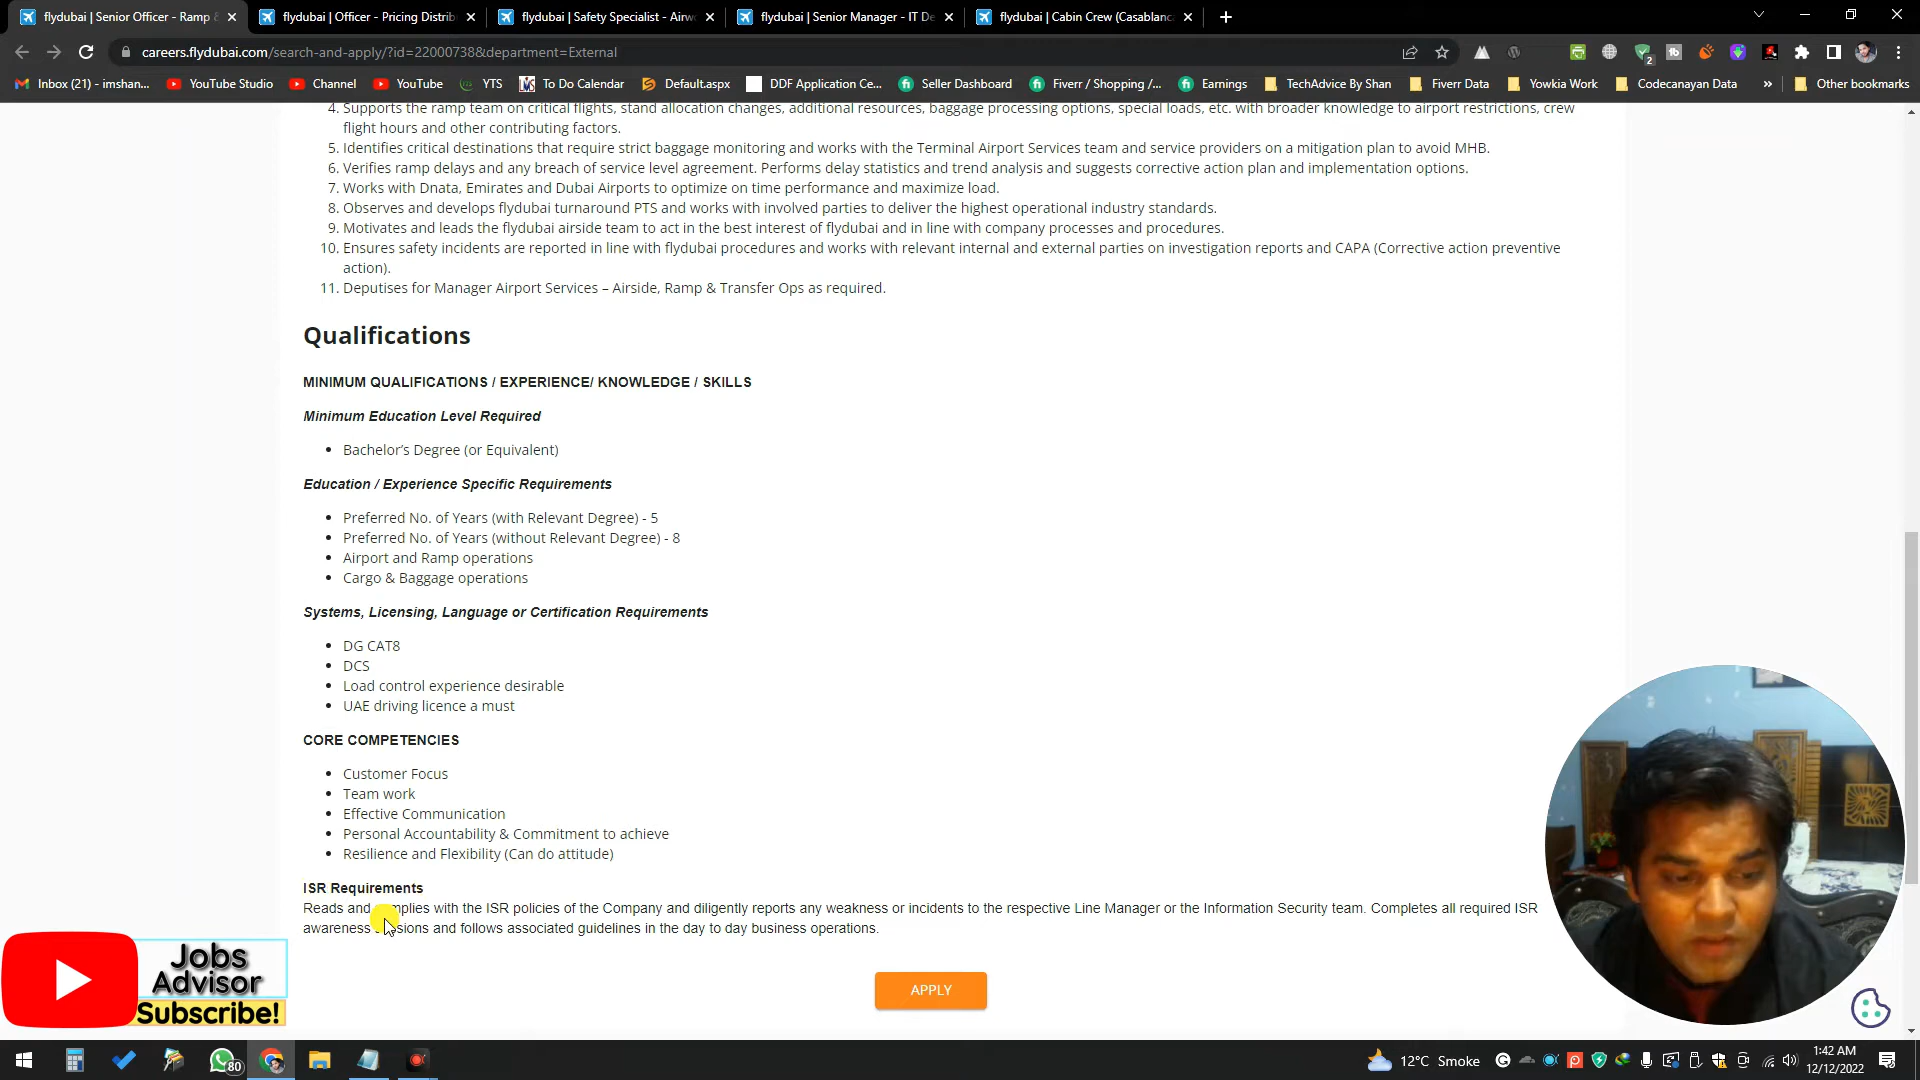 flydubai | Senior Officer - Ramp &
flydubai | Officer - Pricing Distrib
flydubai | Safety Specialist - Airw
flydubai | Senior Manager - IT De
flydubai | Cabin Crew (Casablanc
careers.flydubai.com/search-and-apply/?id=22000738&department=External
Inbox (21) - imshan...
YouTube Studio
Channel
YouTube
YTS
To Do Calendar
Default.aspx
DDF Application Ce...
Seller Dashboard
Fiverr / Shopping /...
Earnings
TechAdvice By Shan
Fiverr Data
Yowkia Work
Codecanayan Data
»
Other bookmarks
4. Supports the ramp team on critical flights, stand allocation changes, additional resources, baggage processing options, special loads, etc. with broader knowledge to airport restrictions, crew
flight hours and other contributing factors.
5. Identifies critical destinations that require strict baggage monitoring and works with the Terminal Airport Services team and service providers on a mitigation plan to avoid MHB.
6. Verifies ramp delays and any breach of service level agreement. Performs delay statistics and trend analysis and suggests corrective action plan and implementation options.
7. Works with Dnata, Emirates and Dubai Airports to optimize on time performance and maximize load.
8. Observes and develops flydubai turnaround PTS and works with involved parties to deliver the highest operational industry standards.
9. Motivates and leads the flydubai airside team to act in the best interest of flydubai and in line with company processes and procedures.
10. Ensures safety incidents are reported in line with flydubai procedures and works with relevant internal and external parties on investigation reports and CAPA (Corrective action preventive
action).
11. Deputises for Manager Airport Services – Airside, Ramp & Transfer Ops as required.
Qualifications
MINIMUM QUALIFICATIONS / EXPERIENCE/ KNOWLEDGE / SKILLS
Minimum Education Level Required
• Bachelor's Degree (or Equivalent)
Education / Experience Specific Requirements
• Preferred No. of Years (with Relevant Degree) - 5
• Preferred No. of Years (without Relevant Degree) - 8
• Airport and Ramp operations
• Cargo & Baggage operations
Systems, Licensing, Language or Certification Requirements
• DG CAT8
• DCS
• Load control experience desirable
• UAE driving licence a must
CORE COMPETENCIES
• Customer Focus
• Team work
• Effective Communication
• Personal Accountability & Commitment to achieve
• Resilience and Flexibility (Can do attitude)
ISR Requirements
Reads and complies with the ISR policies of the Company and diligently reports any weakness or incidents to the respective Line Manager or the Information Security team. Completes all required ISR
awareness sessions and follows associated guidelines in the day to day business operations.
APPLY
Jobs
Advisor
Subscribe!
80
12°C Smoke
1:42 AM
12/12/2022